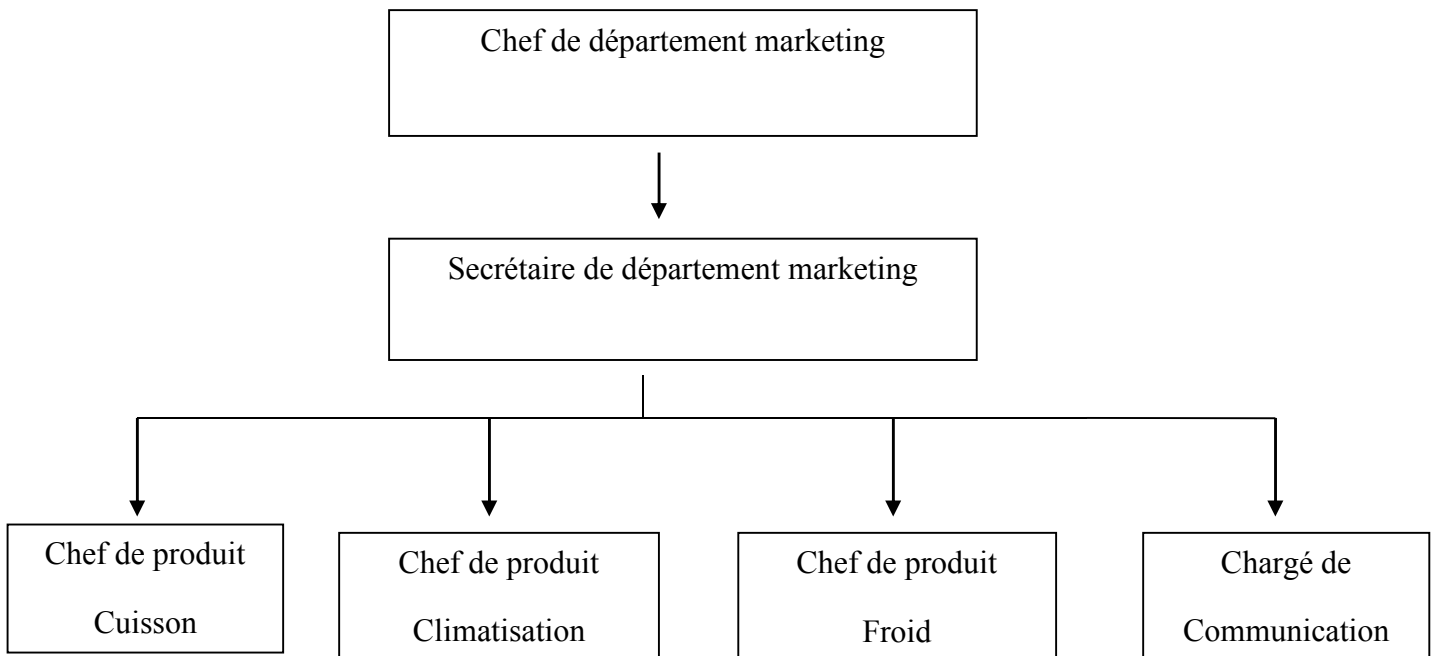 Chef de département marketing
Secrétaire de département marketing
Chef de produit
Cuisson
Chef de produit
Climatisation
Chef de produit
Froid
Chargé de
Communication